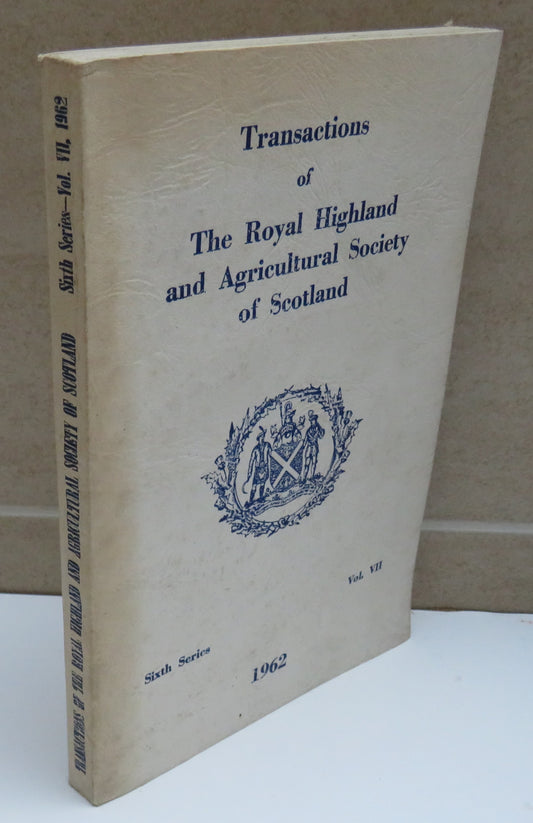 Transactions
of
The Royal Highland
and Agricultural Society
of Scotland
Vol. VII
Sixth Series
1962
TRANSACTIONS OF THE ROYAL HIGHLAND AND AGRICULTURAL SOCIETY OF SCOTLAND Sixth Series—Vol. VII, 1962